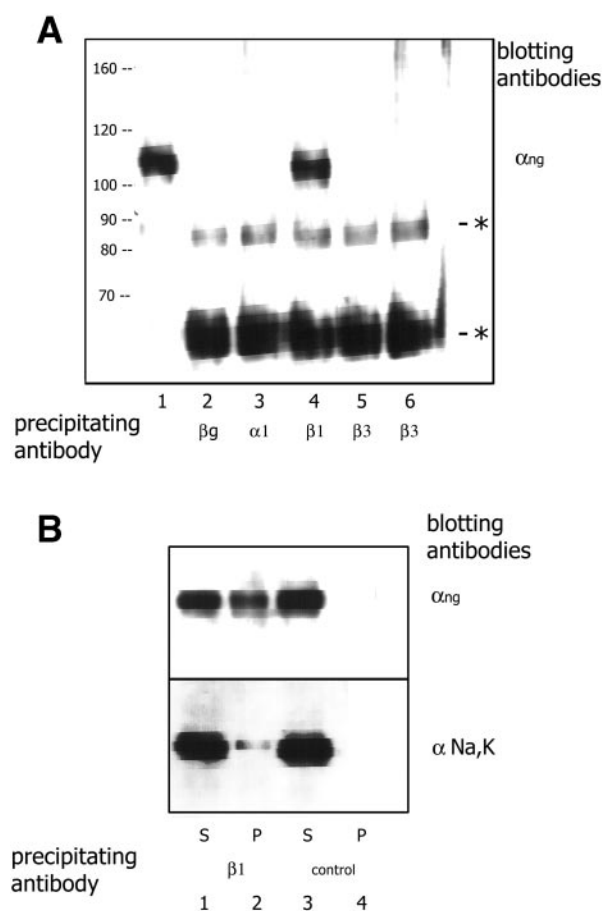 A
blotting
antibodies
160 --
120 --
αng
100 --
90 --
- *
80 --
70 --
- *
1 2 3 4 5 6
precipitating
antibody
βg α1 β1 β3 β3
B
blotting
antibodies
αng
α Na,K
S P S P
precipitating
antibody
β1 control
1 2 3 4